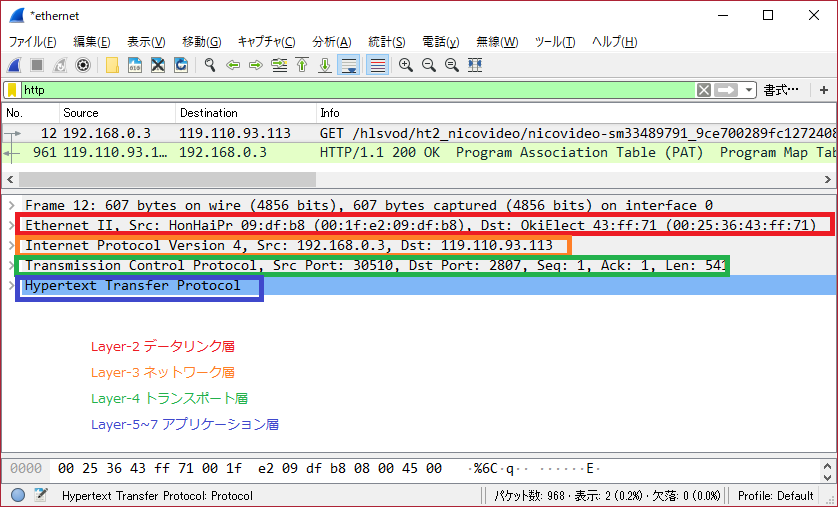 *ethernet
ファイル(F) 編集(E) 表示(V) 移動(G) キャプチャ(C) 分析(A) 統計(S) 電話(y) 無線(W) ツール(T) ヘルプ(H)
http 書式… +
No. Source Destination Info
12 192.168.0.3 119.110.93.113 GET /hlsvod/ht2_nicovideo/nicovideo-sm33489791_9ce700289fc1272408
961 119.110.93.1… 192.168.0.3 HTTP/1.1 200 OK Program Association Table (PAT) Program Map Tab
Frame 12: 607 bytes on wire (4856 bits), 607 bytes captured (4856 bits) on interface 0
Ethernet II, Src: HonHaiPr 09:df:b8 (00:1f:e2:09:df:b8), Dst: OkiElect 43:ff:71 (00:25:36:43:ff:71)
Internet Protocol Version 4, Src: 192.168.0.3, Dst: 119.110.93.113
Transmission Control Protocol, Src Port: 30510, Dst Port: 2807, Seq: 1, Ack: 1, Len: 541
Hypertext Transfer Protocol
Layer-2 データリンク層
Layer-3 ネットワーク層
Layer-4 トランスポート層
Layer-5~7 アプリケーション層
0000 00 25 36 43 ff 71 00 1f e2 09 df b8 08 00 45 00 ·%6C·q·· ······E·
Hypertext Transfer Protocol: Protocol パケット数: 968 · 表示: 2 (0.2%) · 欠落: 0 (0.0%) Profile: Default